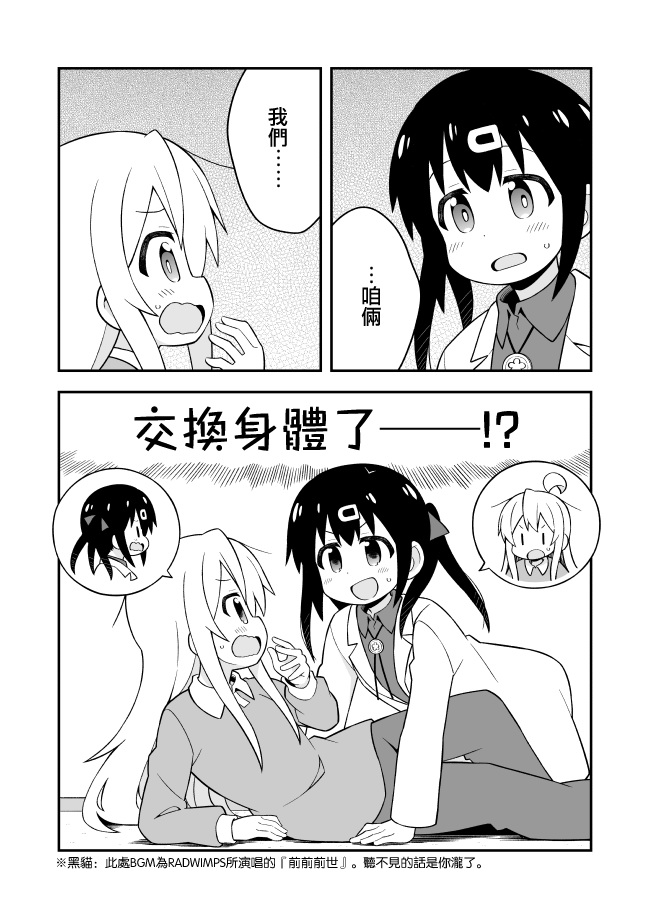 …咱倆
我們……
交換身體了──!?
※黑貓：此處BGM為RADWIMPS所演唱的『前前前世』。聽不見的話是你瀧了。